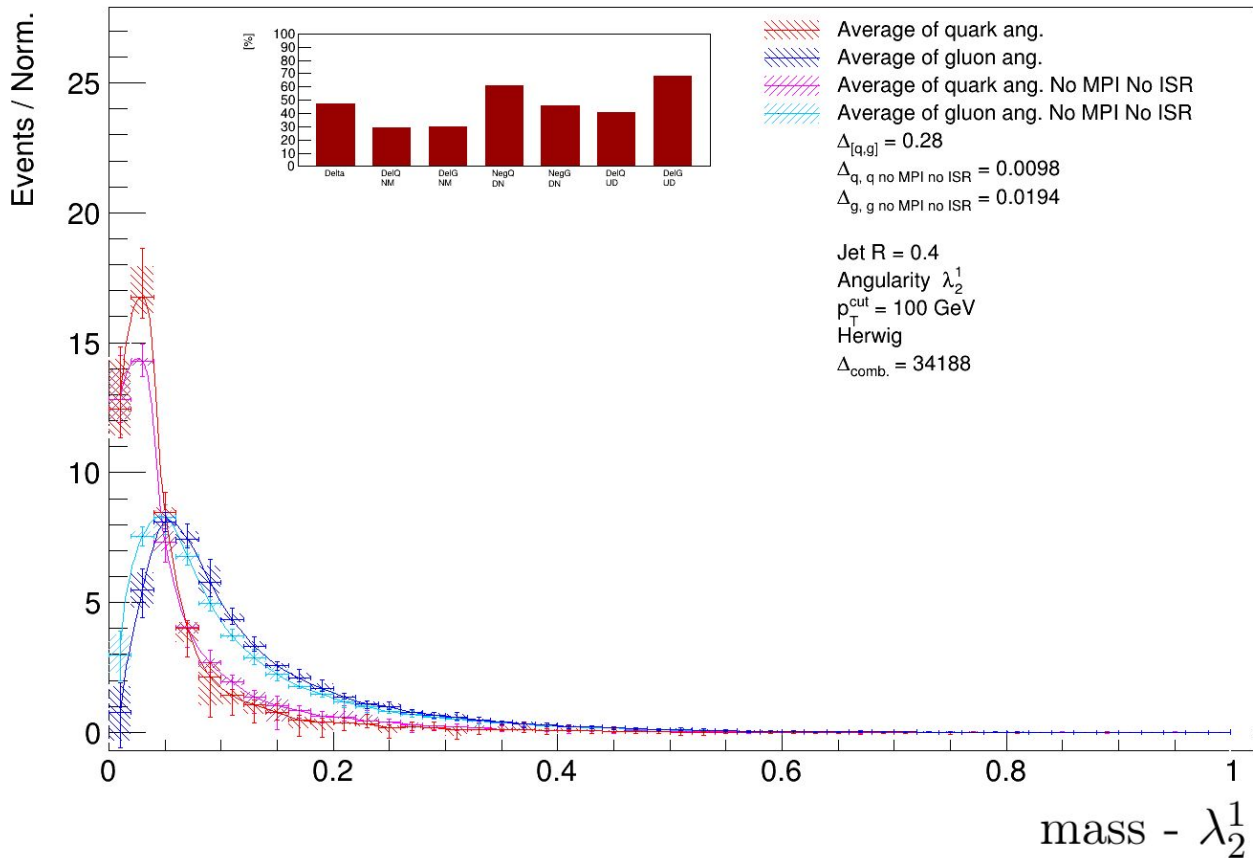 Events / Norm.
25
20
15
10
5
0
0 0.2 0.4 0.6 0.8 1
mass - λ₂¹
[%]
100
90
80
70
60
50
40
30
20
10
0
Delta DelQ NM DelG NM NegQ DN NegG DN DelQ UD DelG UD
Average of quark ang.
Average of gluon ang.
Average of quark ang. No MPI No ISR
Average of gluon ang. No MPI No ISR
Δ[q,g] = 0.28
Δq, q no MPI no ISR = 0.0098
Δg, g no MPI no ISR = 0.0194
Jet R = 0.4
Angularity λ₂¹
p_T^cut = 100 GeV
Herwig
Δcomb. = 34188